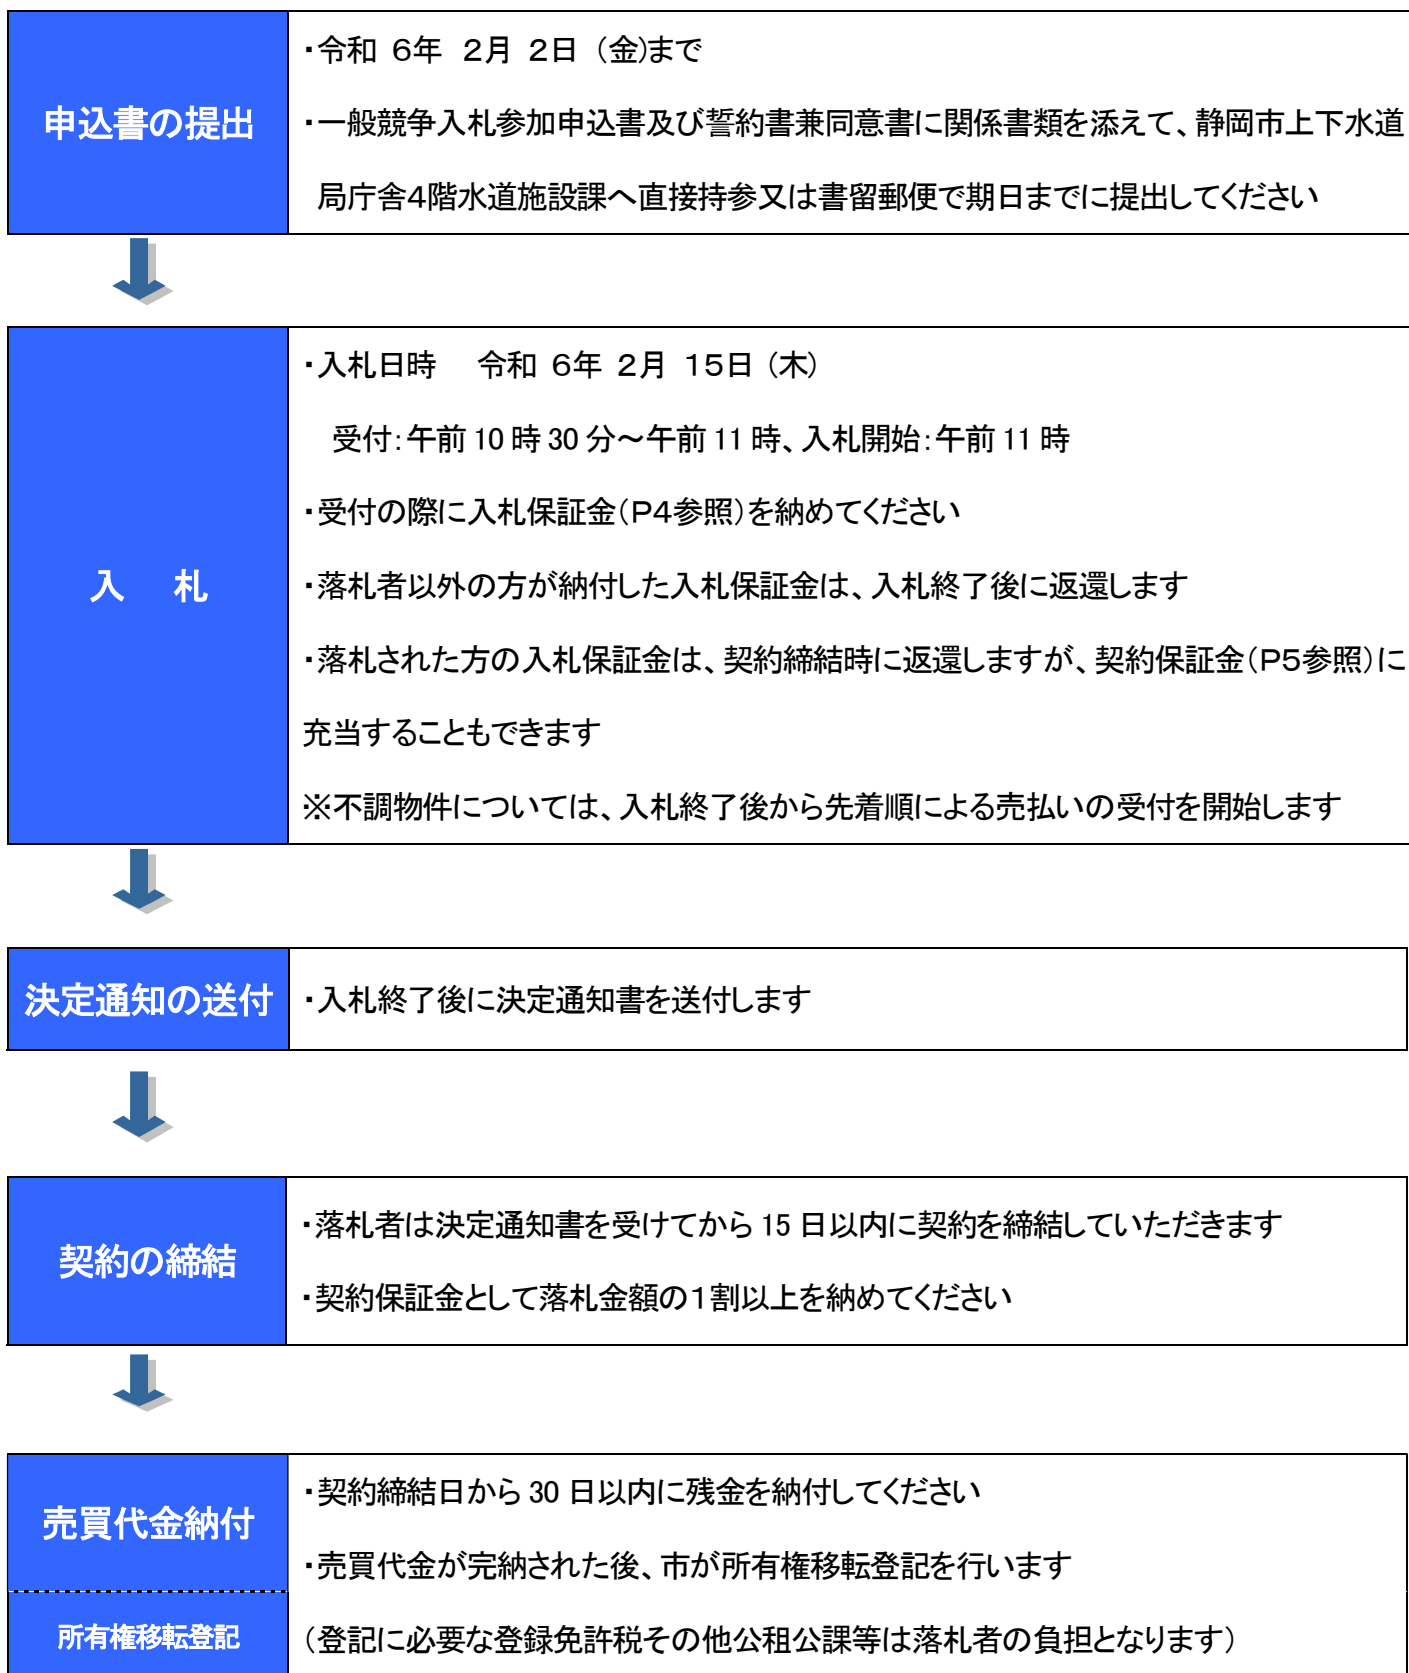 申込書の提出
・令和 6年 2月 2日 (金)まで
・一般競争入札参加申込書及び誓約書兼同意書に関係書類を添えて、静岡市上下水道
局庁舎4階水道施設課へ直接持参又は書留郵便で期日までに提出してください
入 札
・入札日時 令和 6年 2月 15日 (木)
受付:午前 10 時 30 分～午前 11 時、入札開始:午前 11 時
・受付の際に入札保証金(P4参照)を納めてください
・落札者以外の方が納付した入札保証金は、入札終了後に返還します
・落札された方の入札保証金は、契約締結時に返還しますが、契約保証金(P5参照)に
充当することもできます
※不調物件については、入札終了後から先着順による売払いの受付を開始します
決定通知の送付
・入札終了後に決定通知書を送付します
契約の締結
・落札者は決定通知書を受けてから 15 日以内に契約を締結していただきます
・契約保証金として落札金額の1割以上を納めてください
売買代金納付
・契約締結日から 30 日以内に残金を納付してください
・売買代金が完納された後、市が所有権移転登記を行います
所有権移転登記
(登記に必要な登録免許税その他公租公課等は落札者の負担となります)